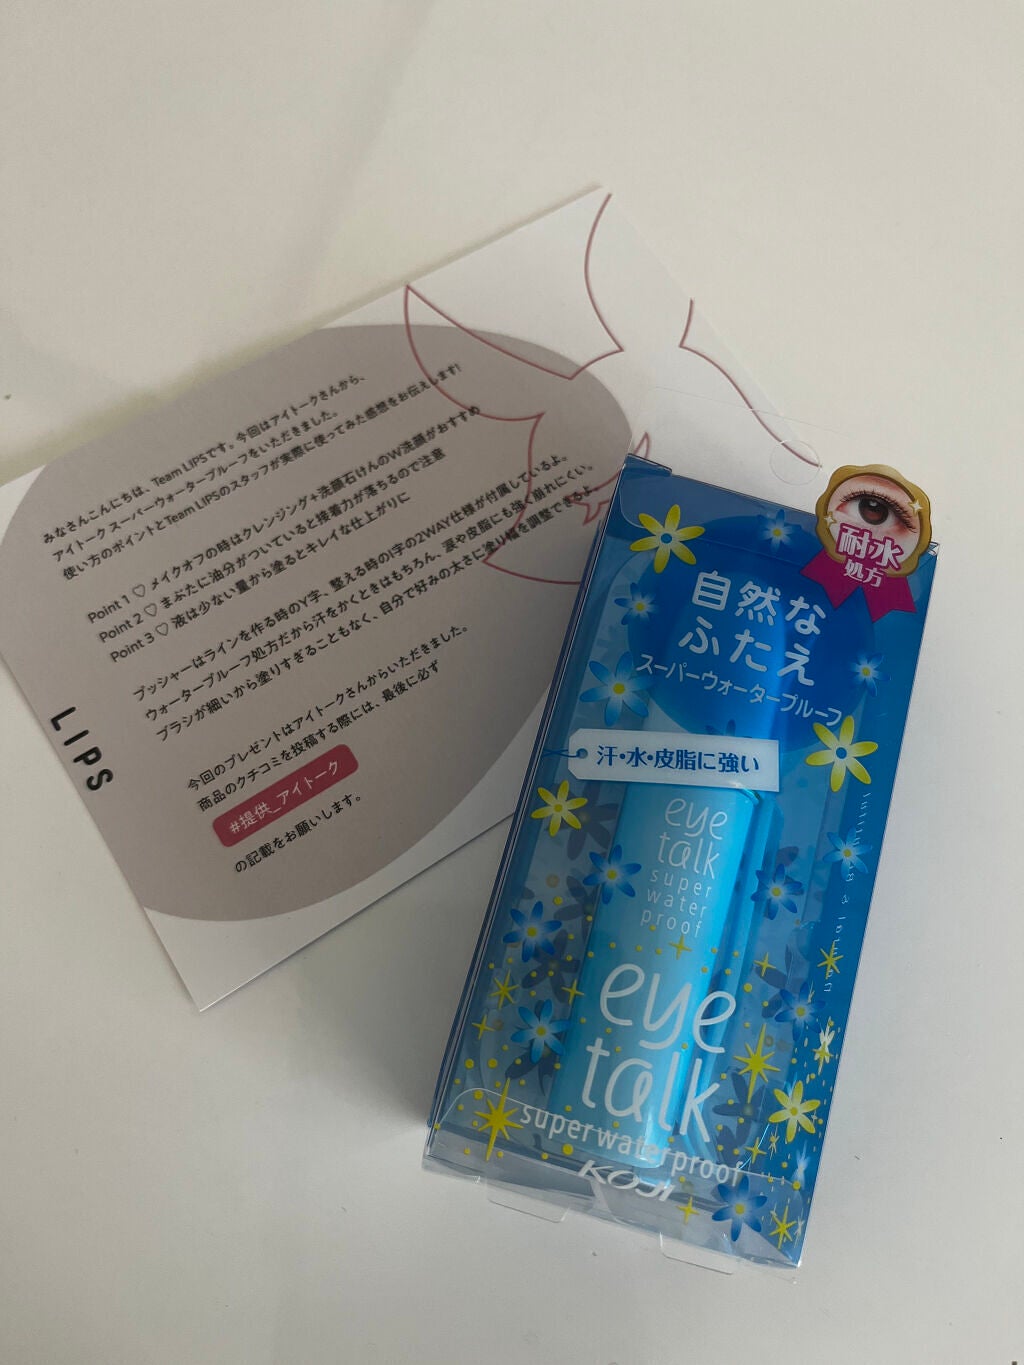 みなさんこんにちは、Team LIPSです。今回はアイトークさんから、
アイトーク スーパーウォータープルーフをいただきました。
使い方のポイントとTeam LIPSのスタッフが実際に使ってみた感想をお伝えします!
Point 1 ♡ メイクオフの時はクレンジング+洗顔石けんのW洗顔がおすすめ
Point 2 ♡ まぶたに油分がついていると接着力が落ちるので注意
Point 3 ♡ 液は少ない量から塗るとキレイな仕上がりに
プッシャーはラインを作る時のY字、整える時のI字の2WAY仕様が付属しているよ。
ウォータープルーフ処方だから汗をかくときはもちろん、涙や皮脂にも強く崩れにくい。
ブラシが細いから塗りすぎることもなく、自分で好みの太さに塗り幅を調整できるよ
今回のプレゼントはアイトークさんからいただきました。
商品のクチコミを投稿する際には、最後に必ず
#提供_アイトーク
の記載をお願いします。
LIPS
耐水
処方
自然な
ふたえ
スーパーウォータープルーフ
汗・水・皮脂に強い
eye
talk
super
water
proof
eye
talk
super waterproof
KOJI